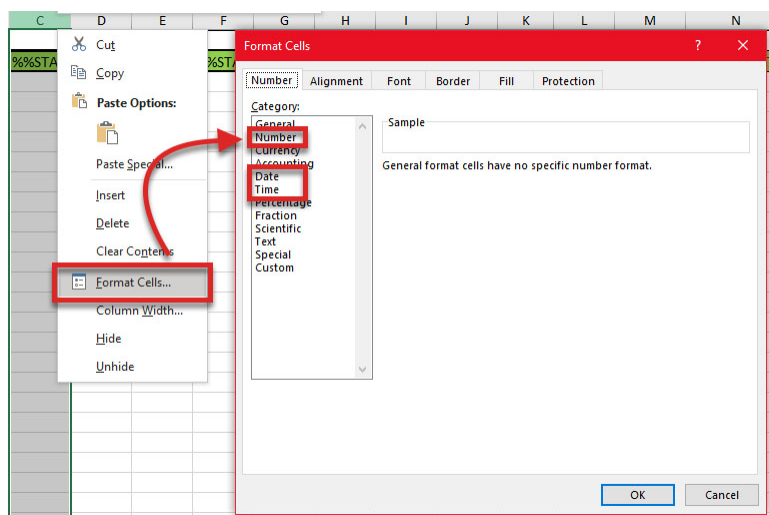 C D E F G H I J K L M N
%%STA
%STA
Cut
Copy
Paste Options:
Paste Special...
Insert
Delete
Clear Contents
Format Cells...
Column Width...
Hide
Unhide
Format Cells ? ×
Number Alignment Font Border Fill Protection
Category:
General
Number
Currency
Accounting
Date
Time
Percentage
Fraction
Scientific
Text
Special
Custom
Sample
General format cells have no specific number format.
OK Cancel